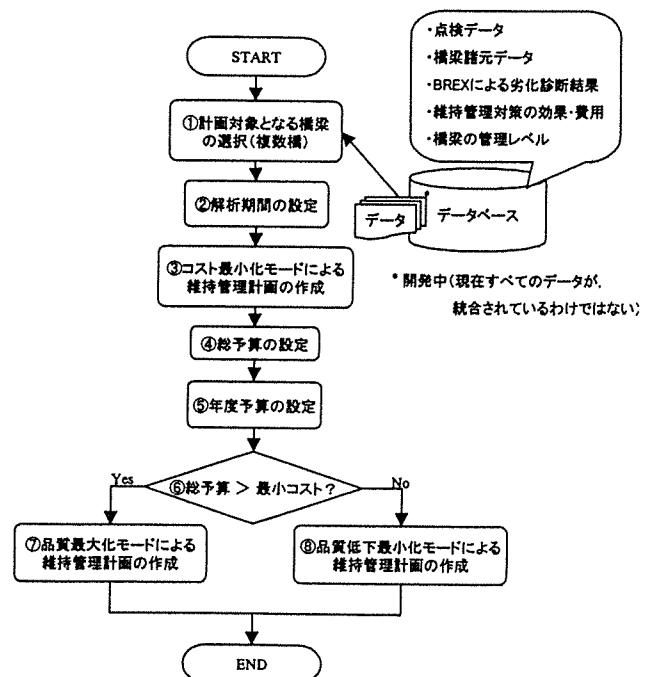 START
・点検データ
・橋梁諸元データ
・BREXによる劣化診断結果
・維持管理対策の効果・費用
・橋梁の管理レベル
①計画対象となる橋梁
の選択(複数橋)
データ
*
データベース
* 開発中(現在すべてのデータが,
統合されているわけではない)
②解析期間の設定
③コスト最小化モードによる
維持管理計画の作成
④総予算の設定
⑤年度予算の設定
⑥総予算 > 最小コスト?
Yes
No
⑦品質最大化モードによる
維持管理計画の作成
⑧品質低下最小化モードによる
維持管理計画の作成
END